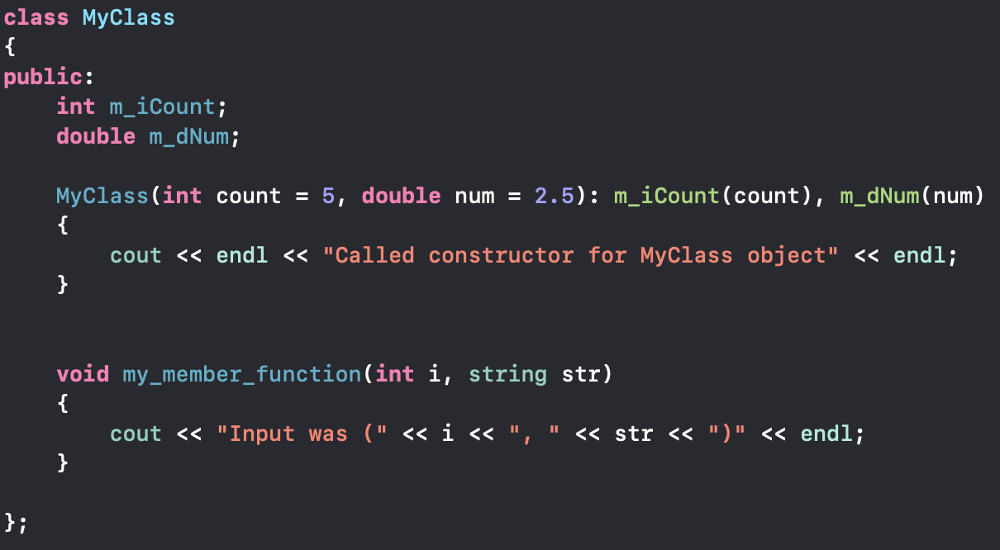 class MyClass
{
public:
    int m_iCount;
    double m_dNum;

    MyClass(int count = 5, double num = 2.5): m_iCount(count), m_dNum(num)
    {
        cout << endl << "Called constructor for MyClass object" << endl;
    }


    void my_member_function(int i, string str)
    {
        cout << "Input was (" << i << ", " << str << ")" << endl;
    }

};